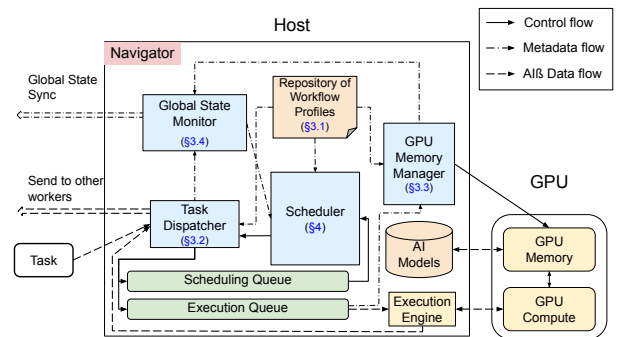 Host
Control flow
Metadata flow
AIß Data flow
Navigator
Global State
Sync
Global State
Monitor
(§3.4)
Repository of
Workflow
Profiles
(§3.1)
GPU
Memory
Manager
(§3.3)
GPU
Send to other
workers
Task
Dispatcher
(§3.2)
Scheduler
(§4)
Task
AI
Models
GPU
Memory
Scheduling Queue
Execution Queue
Execution
Engine
GPU
Compute